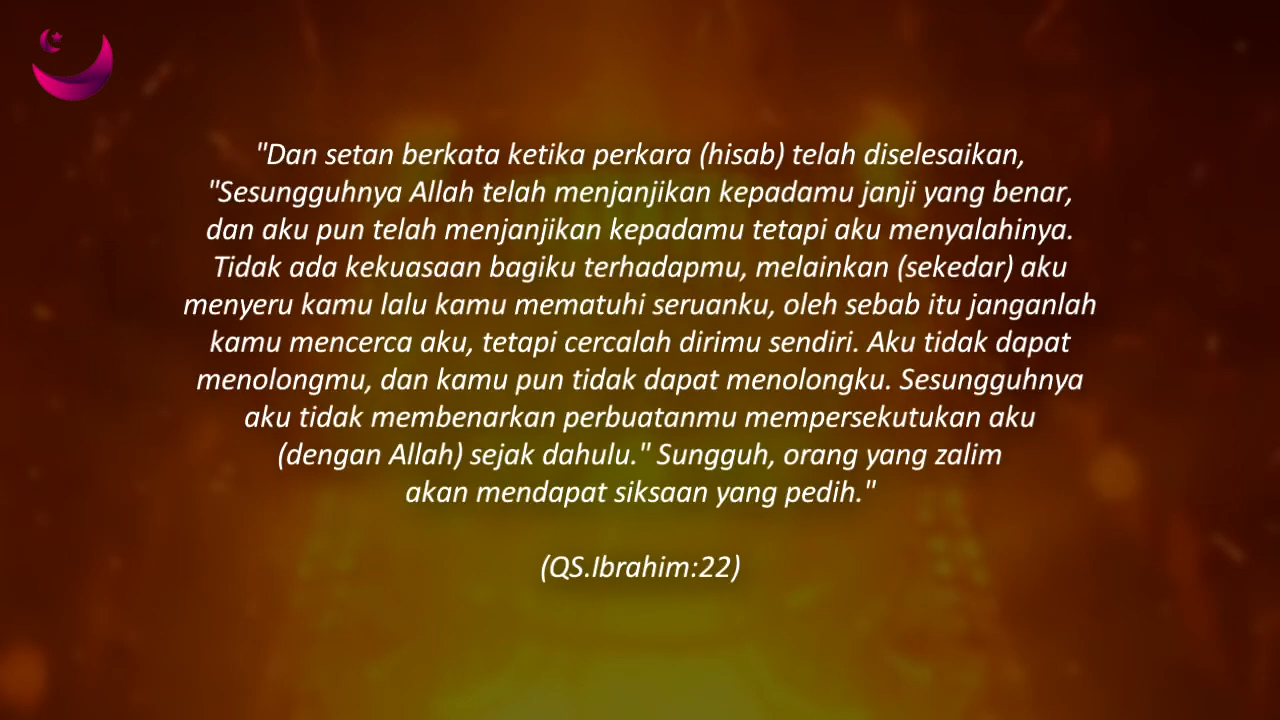 "Dan setan berkata ketika perkara (hisab) telah diselesaikan,
"Sesungguhnya Allah telah menjanjikan kepadamu janji yang benar,
dan aku pun telah menjanjikan kepadamu tetapi aku menyalahinya.
Tidak ada kekuasaan bagiku terhadapmu, melainkan (sekedar) aku
menyeru kamu lalu kamu mematuhi seruanku, oleh sebab itu janganlah
kamu mencerca aku, tetapi cercalah dirimu sendiri. Aku tidak dapat
menolongmu, dan kamu pun tidak dapat menolongku. Sesungguhnya
aku tidak membenarkan perbuatanmu mempersekutukan aku
(dengan Allah) sejak dahulu." Sungguh, orang yang zalim
akan mendapat siksaan yang pedih."
(QS.Ibrahim:22)